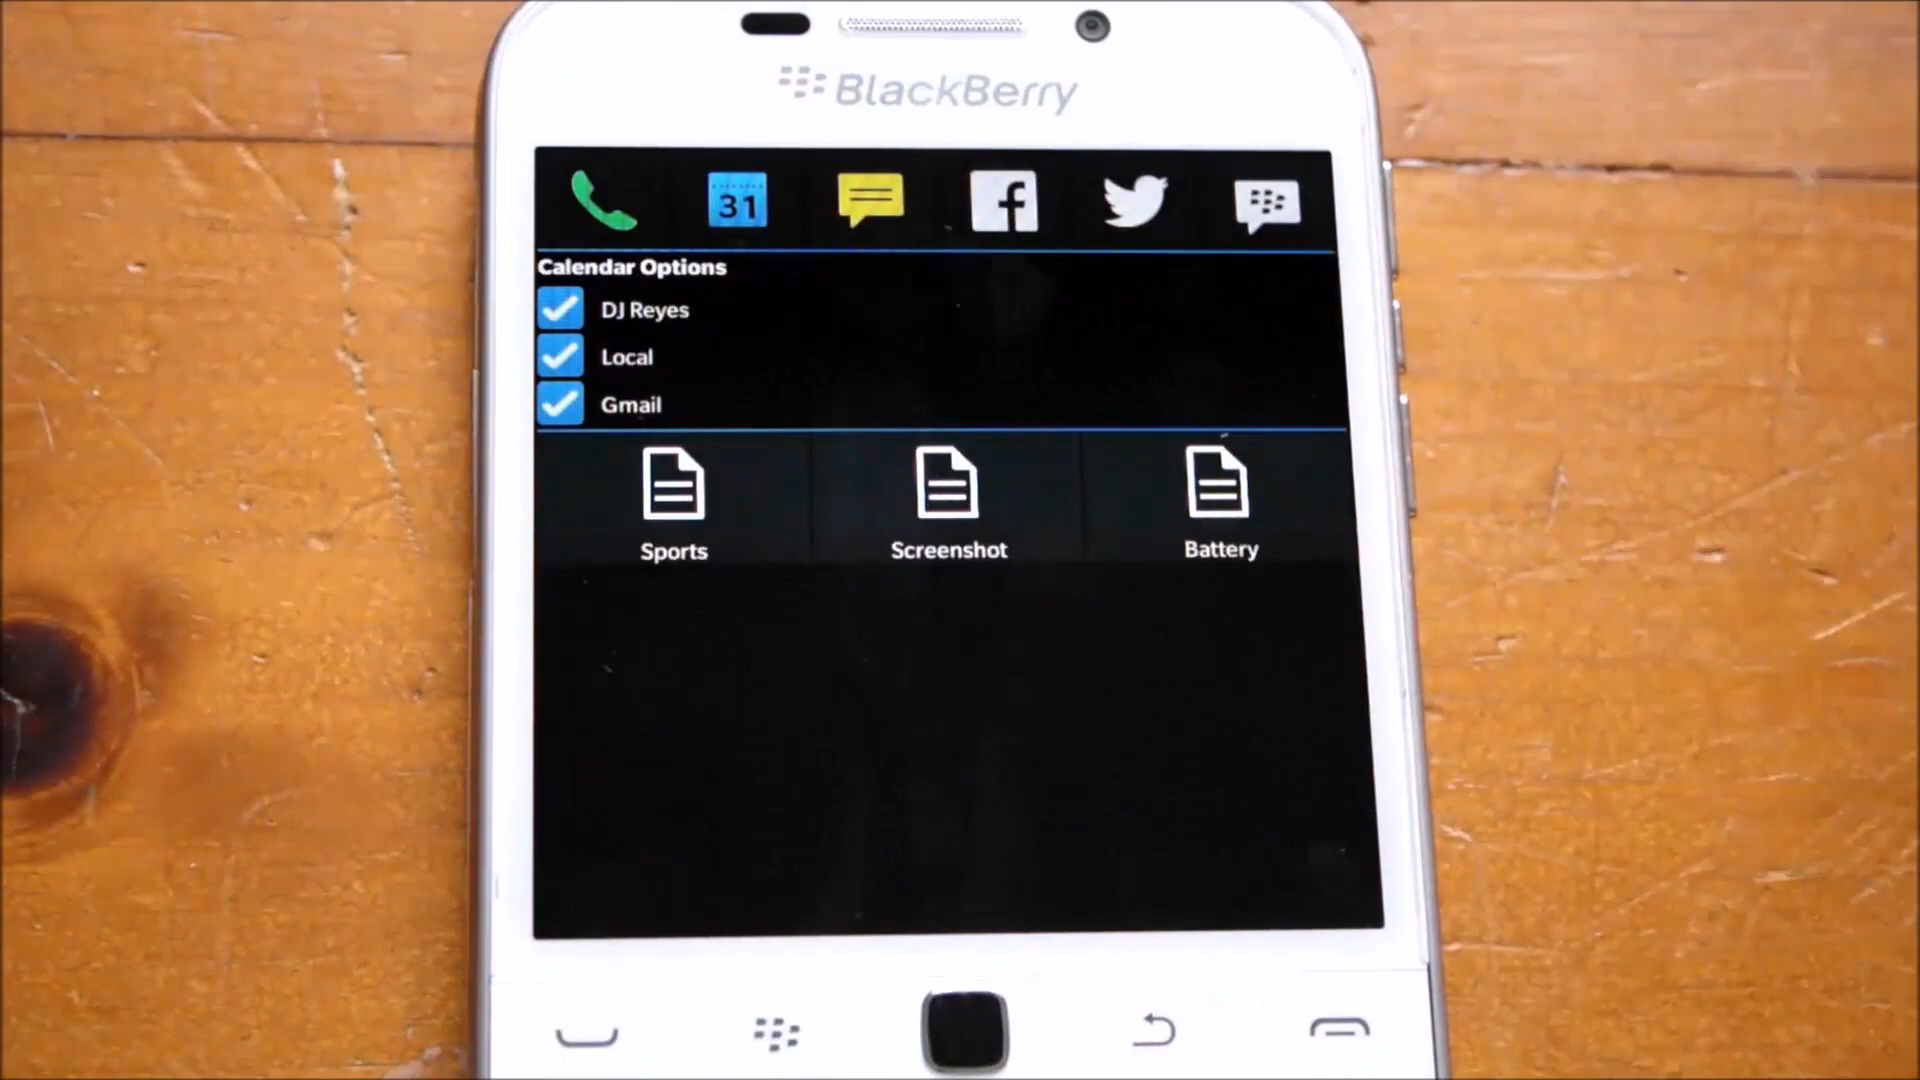 BlackBerry
31
Calendar Options
DJ Reyes
Local
Gmail
Sports
Screenshot
Battery